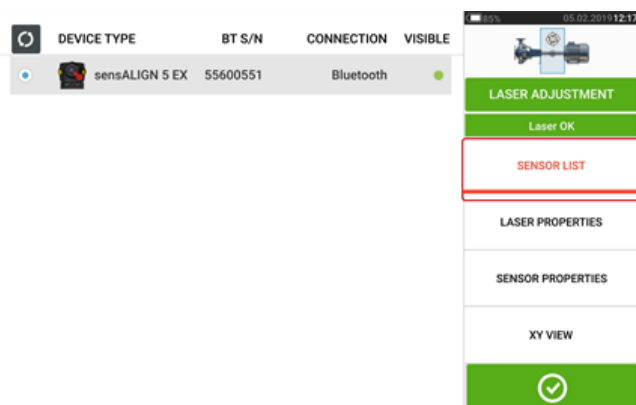 DEVICE TYPE BT S/N CONNECTION VISIBLE
sensALIGN 5 EX 55600551 Bluetooth
85% 05.02.2019 12:17
LASER ADJUSTMENT
Laser OK
SENSOR LIST
LASER PROPERTIES
SENSOR PROPERTIES
XY VIEW